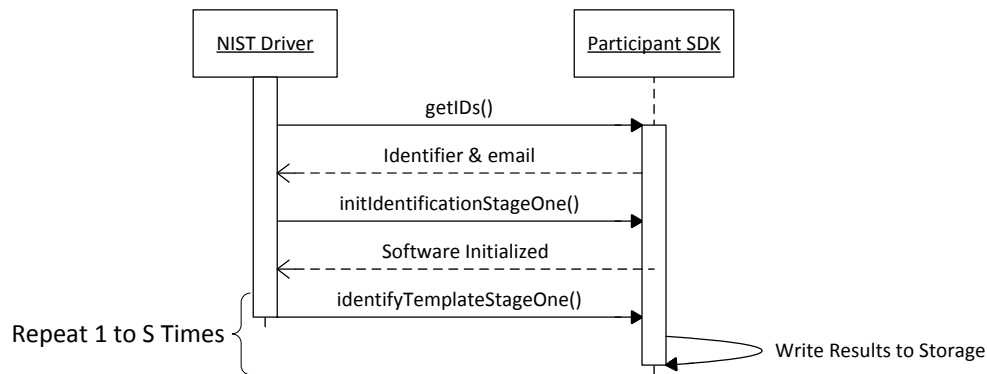 NIST Driver
Participant SDK
getIDs()
Identifier & email
initIdentificationStageOne()
Software Initialized
identifyTemplateStageOne()
Repeat 1 to S Times
Write Results to Storage